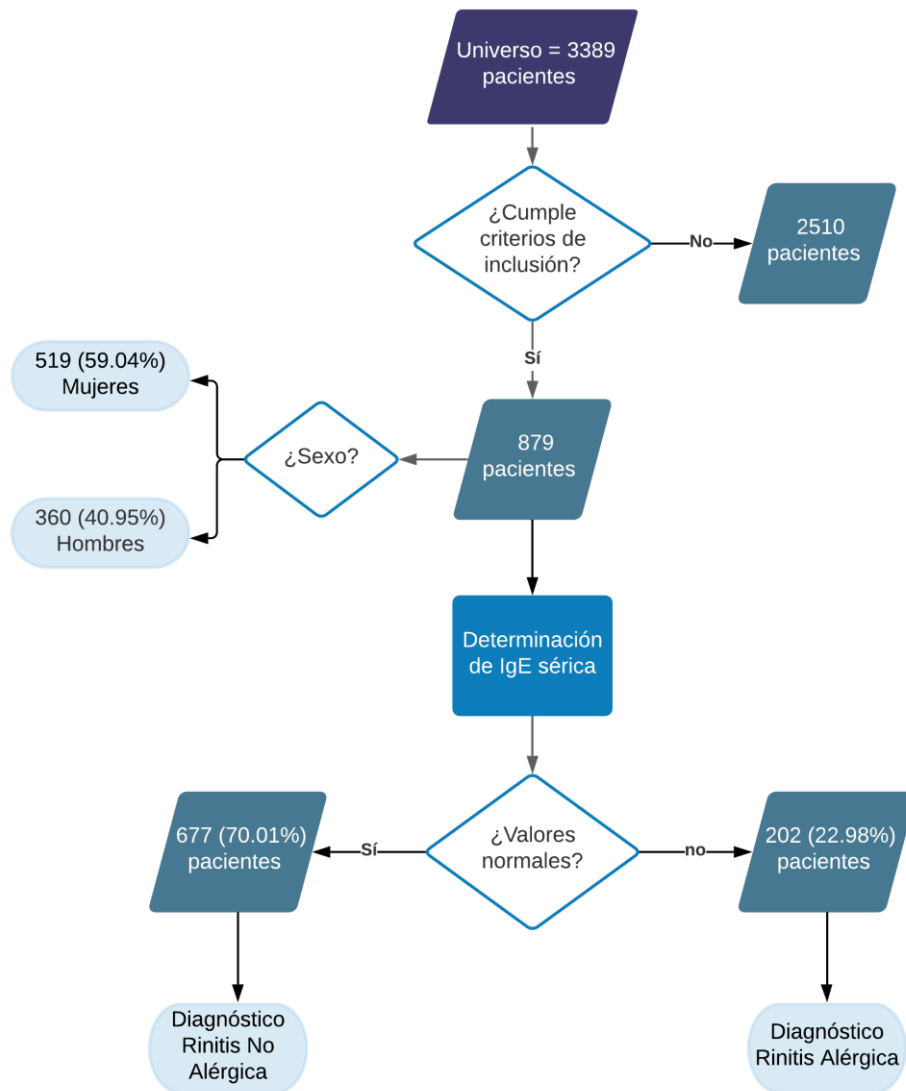 Universo = 3389
pacientes
¿Cumple
criterios de
inclusión?
No
2510
pacientes
Sí
519 (59.04%)
Mujeres
¿Sexo?
879
pacientes
360 (40.95%)
Hombres
Determinación
de IgE sérica
677 (70.01%)
pacientes
Sí
¿Valores
normales?
no
202 (22.98%)
pacientes
Diagnóstico
Rinitis No
Alérgica
Diagnóstico
Rinitis Alérgica